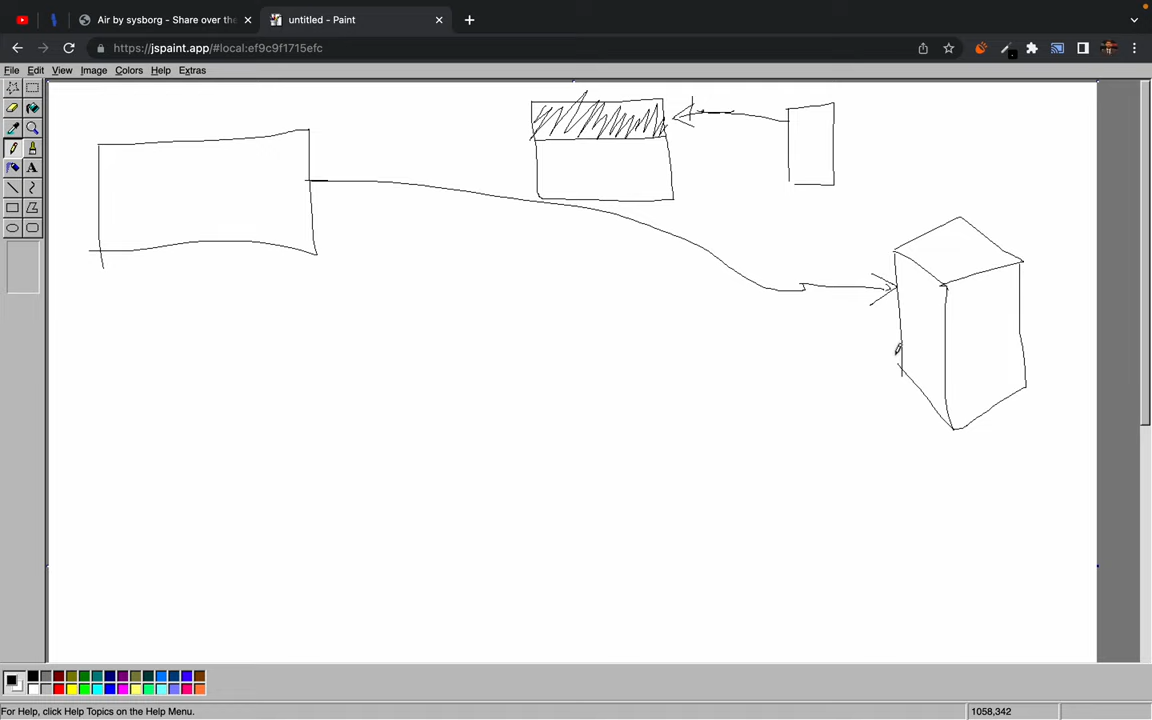 Air by sysborg - Share over the
untitled - Paint
https://jspaint.app/#local:ef9c9f1715efc
File Edit View Image Colors Help Extras
A
For Help, click Help Topics on the Help Menu.
1058,342